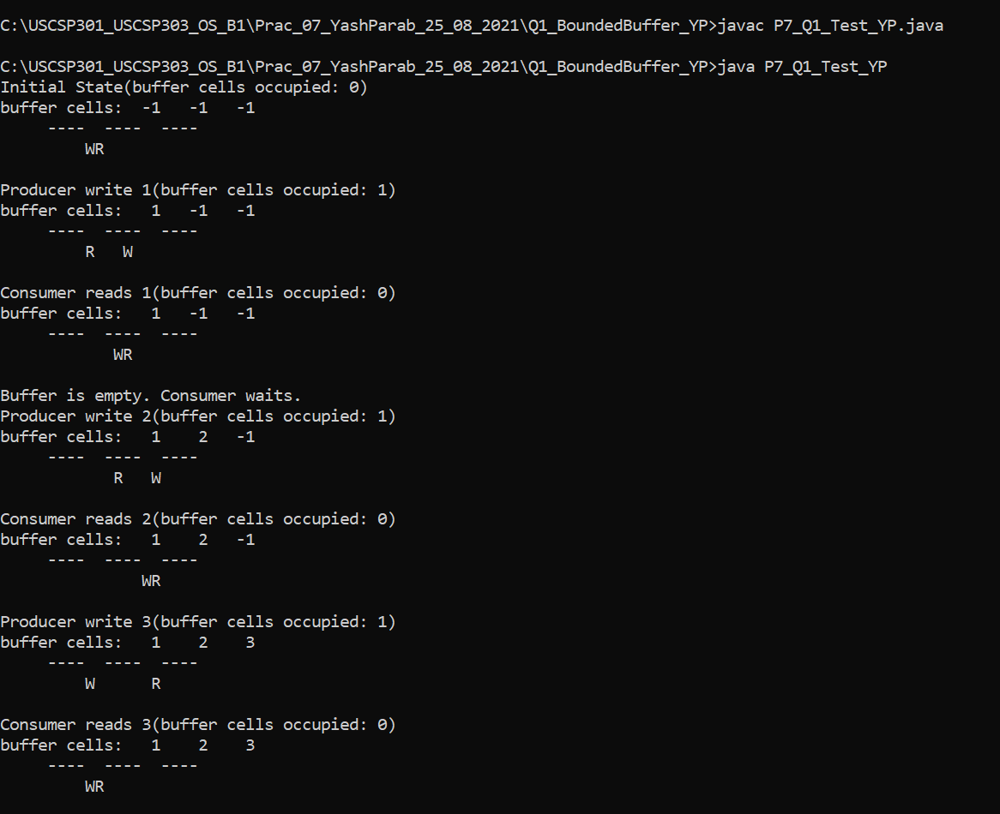 C:\USCSP301_USCSP303_OS_B1\Prac_07_YashParab_25_08_2021\Q1_BoundedBuffer_YP>javac P7_Q1_Test_YP.java

C:\USCSP301_USCSP303_OS_B1\Prac_07_YashParab_25_08_2021\Q1_BoundedBuffer_YP>java P7_Q1_Test_YP
Initial State(buffer cells occupied: 0)
buffer cells:  -1   -1   -1
     ----  ----  ----
         WR

Producer write 1(buffer cells occupied: 1)
buffer cells:   1   -1   -1
     ----  ----  ----
         R   W

Consumer reads 1(buffer cells occupied: 0)
buffer cells:   1   -1   -1
     ----  ----  ----
            WR

Buffer is empty. Consumer waits.
Producer write 2(buffer cells occupied: 1)
buffer cells:   1    2   -1
     ----  ----  ----
            R   W

Consumer reads 2(buffer cells occupied: 0)
buffer cells:   1    2   -1
     ----  ----  ----
               WR

Producer write 3(buffer cells occupied: 1)
buffer cells:   1    2    3
     ----  ----  ----
         W      R

Consumer reads 3(buffer cells occupied: 0)
buffer cells:   1    2    3
     ----  ----  ----
         WR